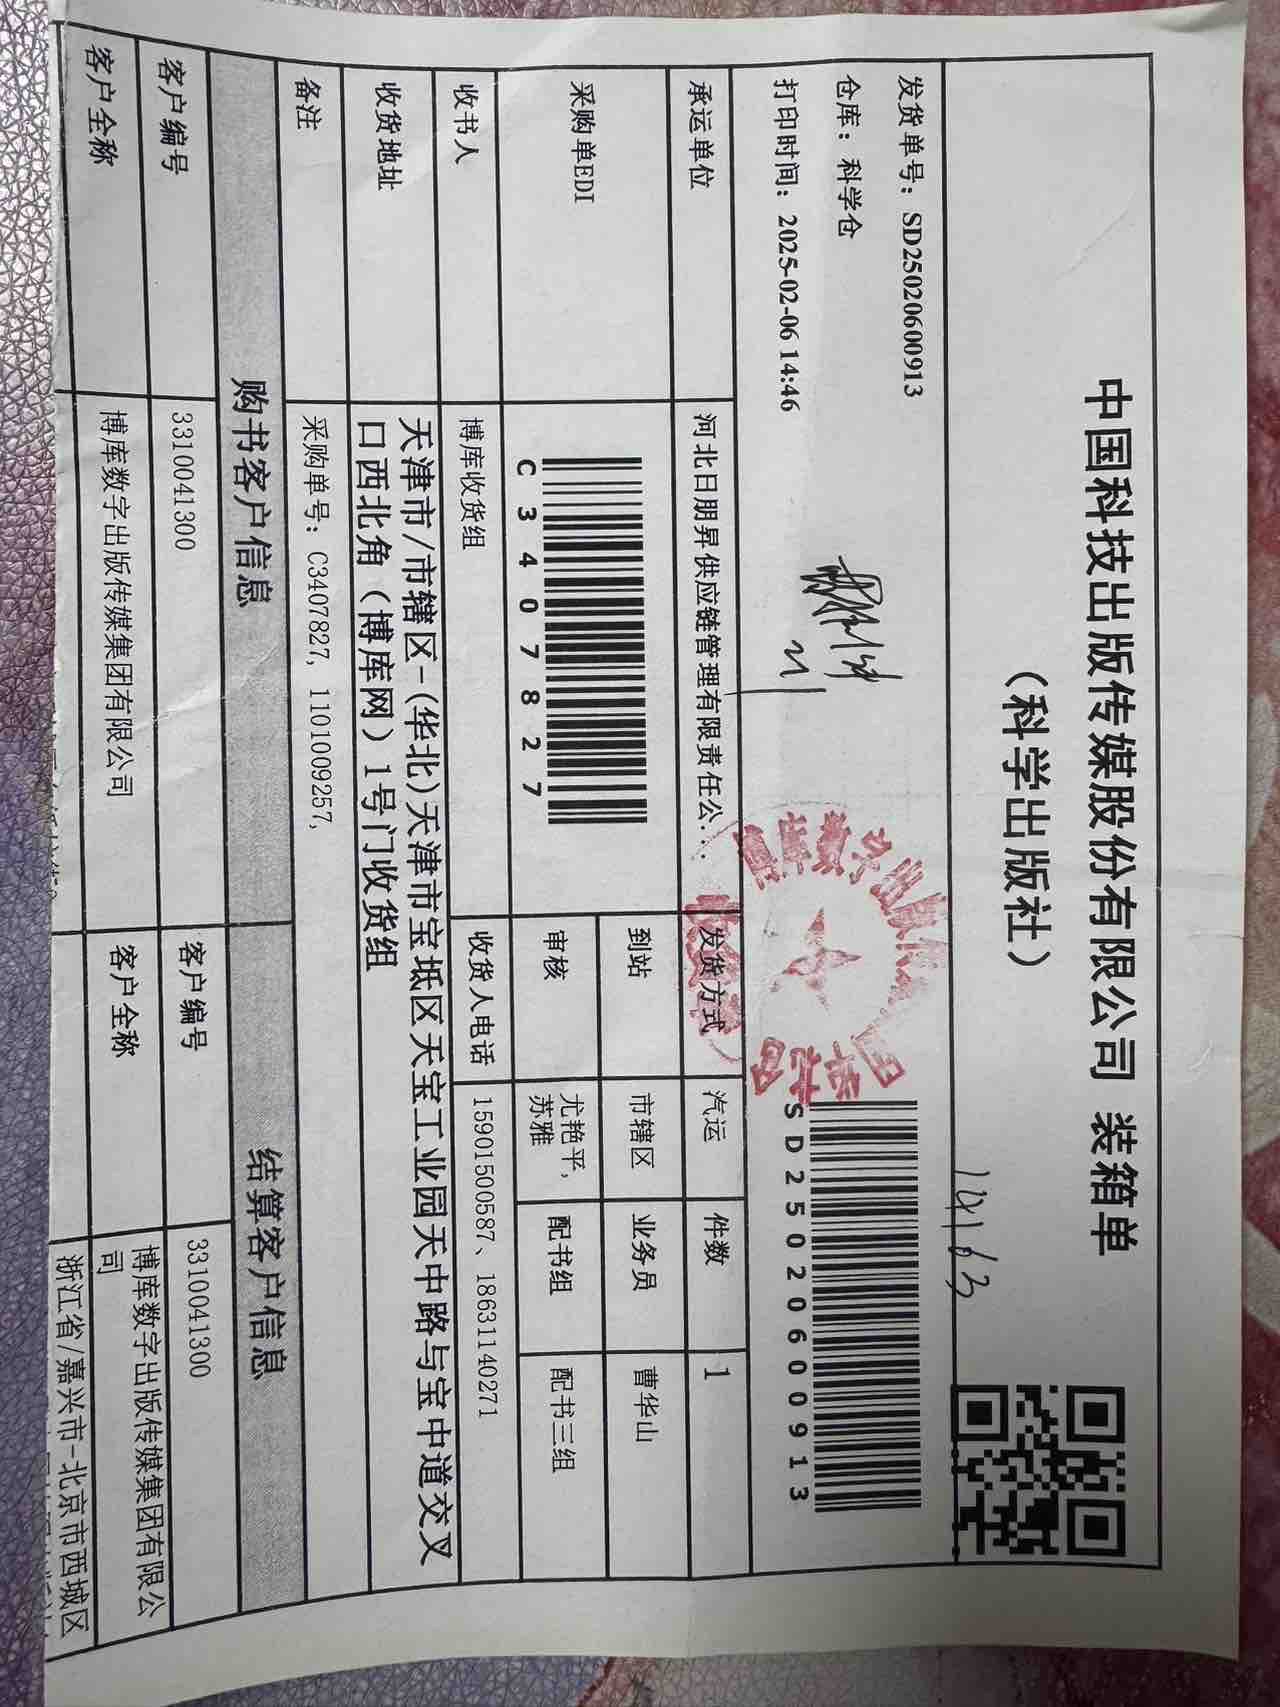 中国科技出版传媒股份有限公司 装箱单
（科学出版社）
发货单号：SD25020600913
仓库：科学仓
打印时间：2025-02-06 14:46
SD25020600913
承运单位
河北日朋昇供应链管理有限责任公...
发货方式
汽运
件数
1
采购单EDI
C3407827
到站
市辖区
业务员
曹华山
审核
尤艳平,
苏雅
配书组
配书三组
收书人
博库收货组
收货人电话
15901500587、18631140271
收货地址
天津市/市辖区-(华北)天津市宝坻区天宝工业园天中路与宝中道交叉
口西北角（博库网）1号门收货组
备注
采购单号：C3407827, 1101009257,
购书客户信息
结算客户信息
客户编号
3310041300
客户编号
3310041300
客户全称
博库数字出版传媒集团有限公司
客户全称
博库数字出版传媒集团有限公
司
浙江省/嘉兴市-北京市西城区